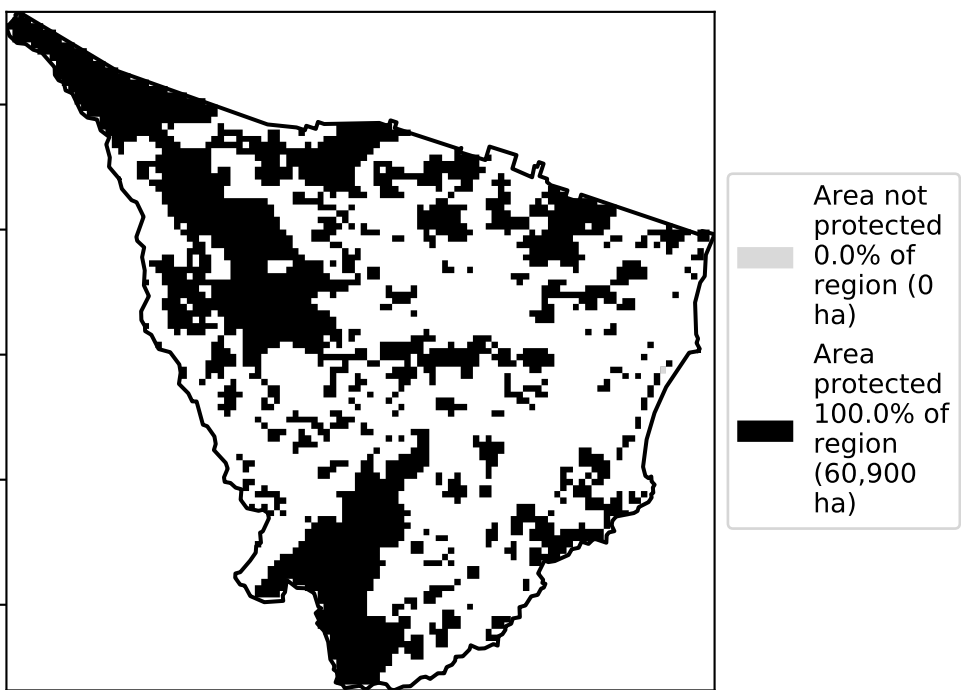 Area not
protected
0.0% of
region (0
ha)
Area
protected
100.0% of
region
(60,900
ha)